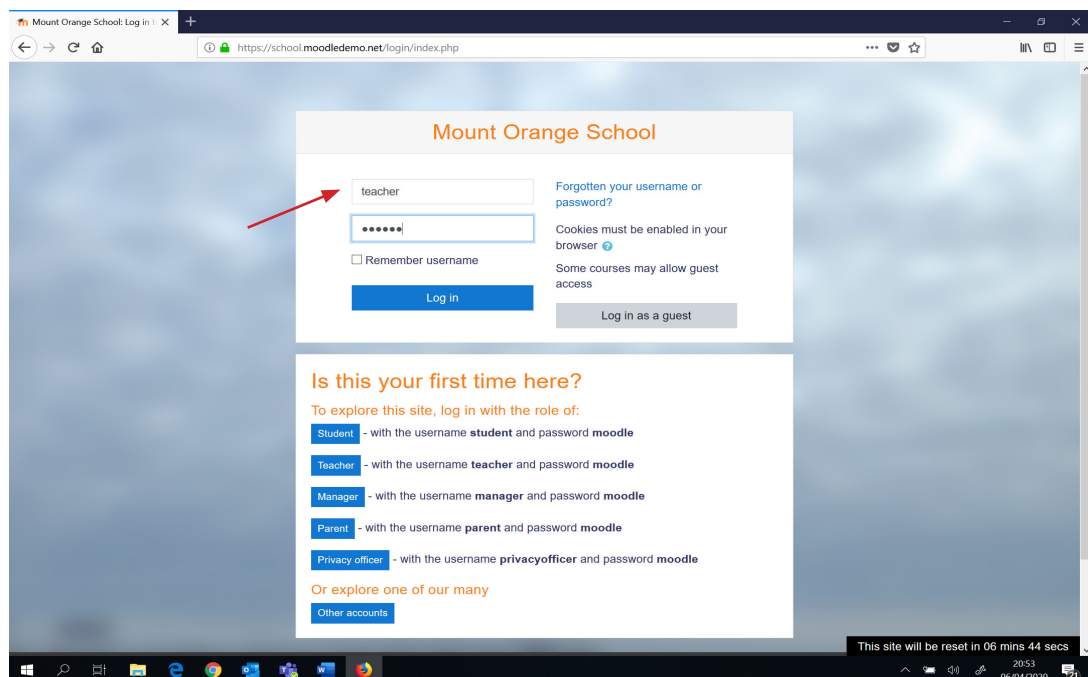 Mount Orange School: Log in t
https://school.moodledemo.net/login/index.php
Mount Orange School
teacher
Forgotten your username or
password?
••••••
Cookies must be enabled in your
browser
Remember username
Some courses may allow guest
access
Log in
Log in as a guest
Is this your first time here?
To explore this site, log in with the role of:
Student - with the username student and password moodle
Teacher - with the username teacher and password moodle
Manager - with the username manager and password moodle
Parent - with the username parent and password moodle
Privacy officer - with the username privacyofficer and password moodle
Or explore one of our many
Other accounts
This site will be reset in 06 mins 44 secs
20:53
06/04/2020
21